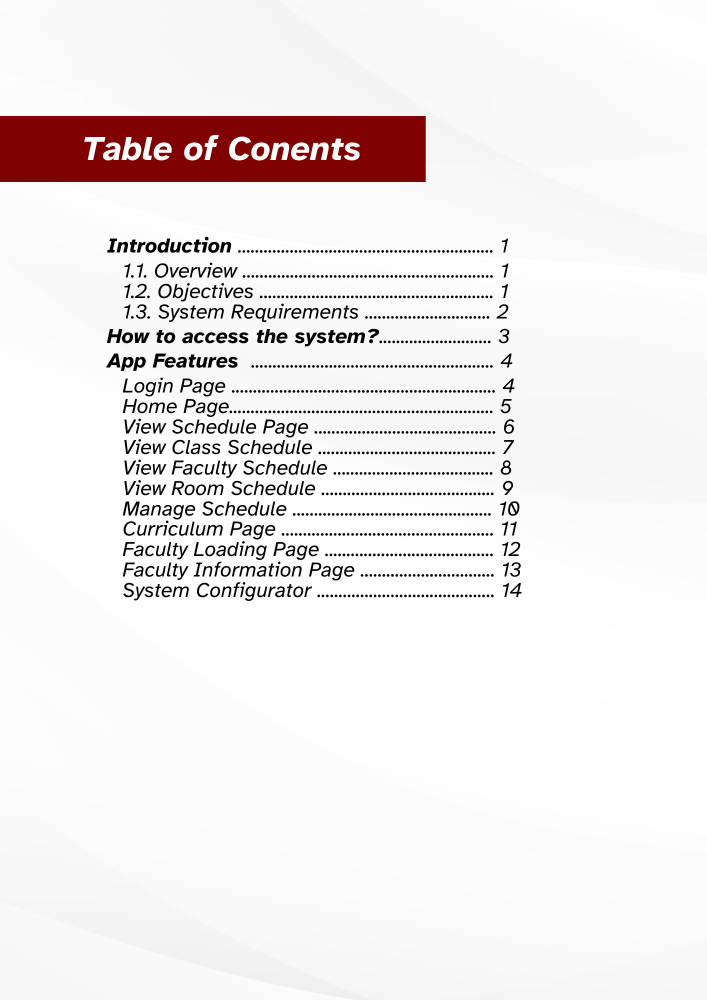 Table of Conents
Introduction ........................................................... 1
1.1. Overview .......................................................... 1
1.2. Objectives ...................................................... 1
1.3. System Requirements ............................. 2
How to access the system?.......................... 3
App Features ........................................................ 4
Login Page ............................................................. 4
Home Page............................................................. 5
View Schedule Page .......................................... 6
View Class Schedule ......................................... 7
View Faculty Schedule ..................................... 8
View Room Schedule ........................................ 9
Manage Schedule .............................................. 10
Curriculum Page ................................................. 11
Faculty Loading Page ....................................... 12
Faculty Information Page ............................... 13
System Configurator ......................................... 14